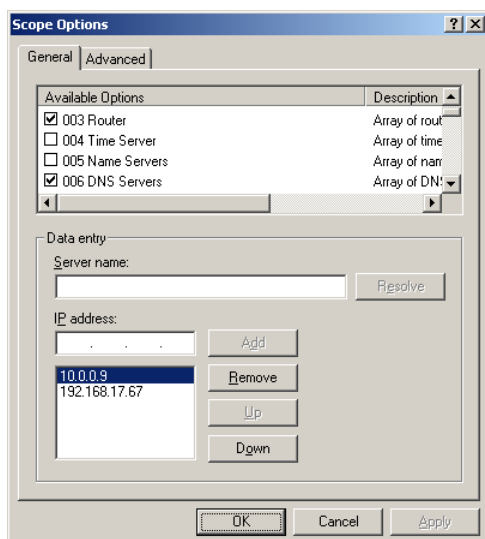 Scope Options
General Advanced
Available Options Description
003 Router Array of rout
004 Time Server Array of time
005 Name Servers Array of nam
006 DNS Servers Array of DN
Data entry
Server name:
Resolve
IP address:
. . . Add
10.0.0.9 Remove
192.168.17.67
Up
Down
OK Cancel Apply